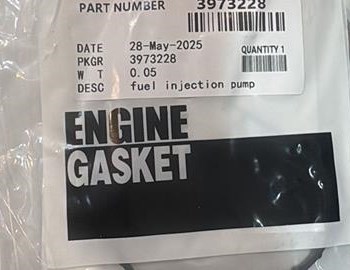 PART NUMBER 3973228
DATE 28-May-2025 QUANTITY 1
PKGR 3973228
W T 0.05
DESC fuel injection pump
ENGINE
GASKET